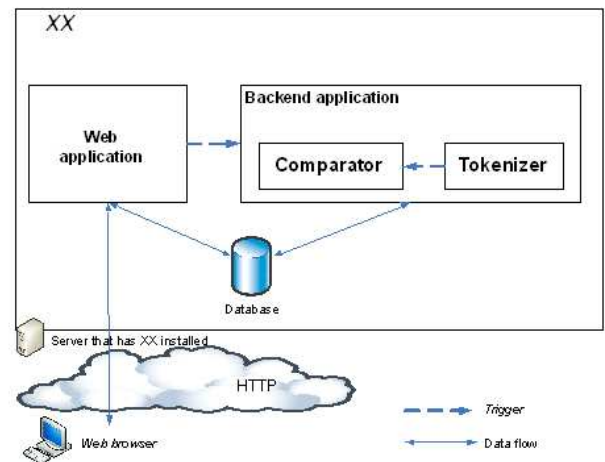 XX
Backend application
Web
application
Comparator
Tokenizer
Database
Server that has XX installed
HTTP
Trigger
Web browser
Data flow